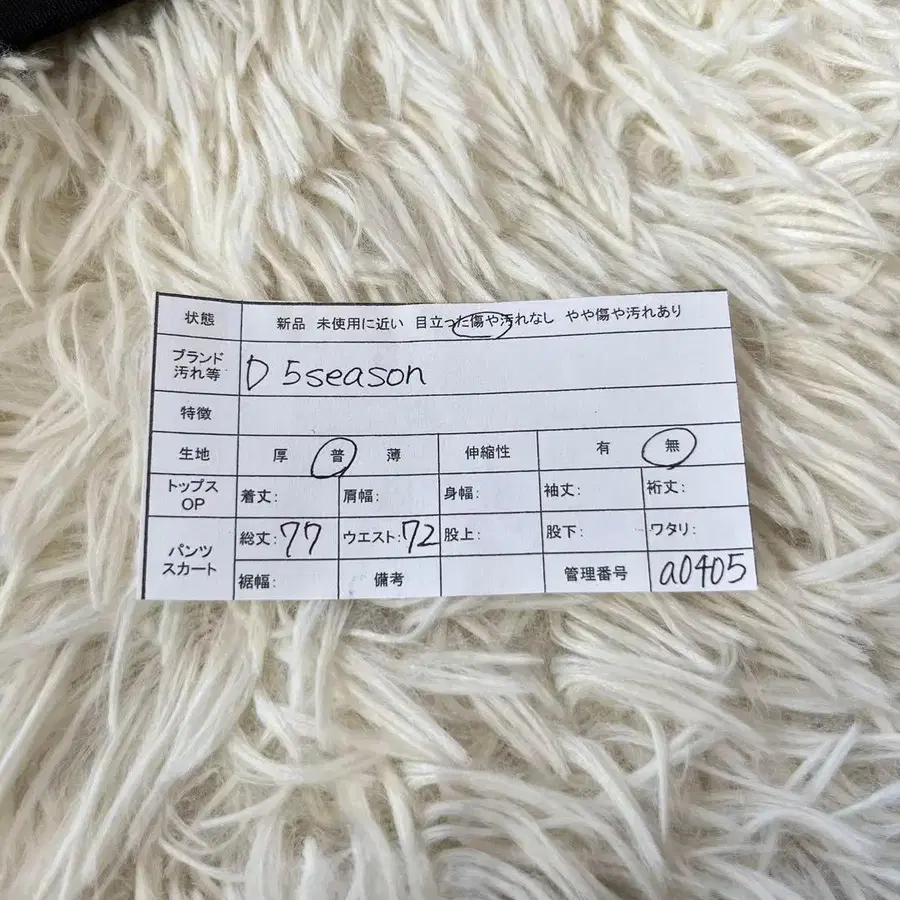 状態 新品 未使用に近い 目立った傷や汚れなし やや傷や汚れあり
ブランド
汚れ等
D 5season
特徴
生地 厚 普 薄 伸縮性 有 無
トップス
OP
着丈: 肩幅: 身幅: 袖丈: 裄丈:
パンツ
スカート
総丈:77 ウエスト:72 股上: 股下: ワタリ:
裾幅: 備考 管理番号 a0405